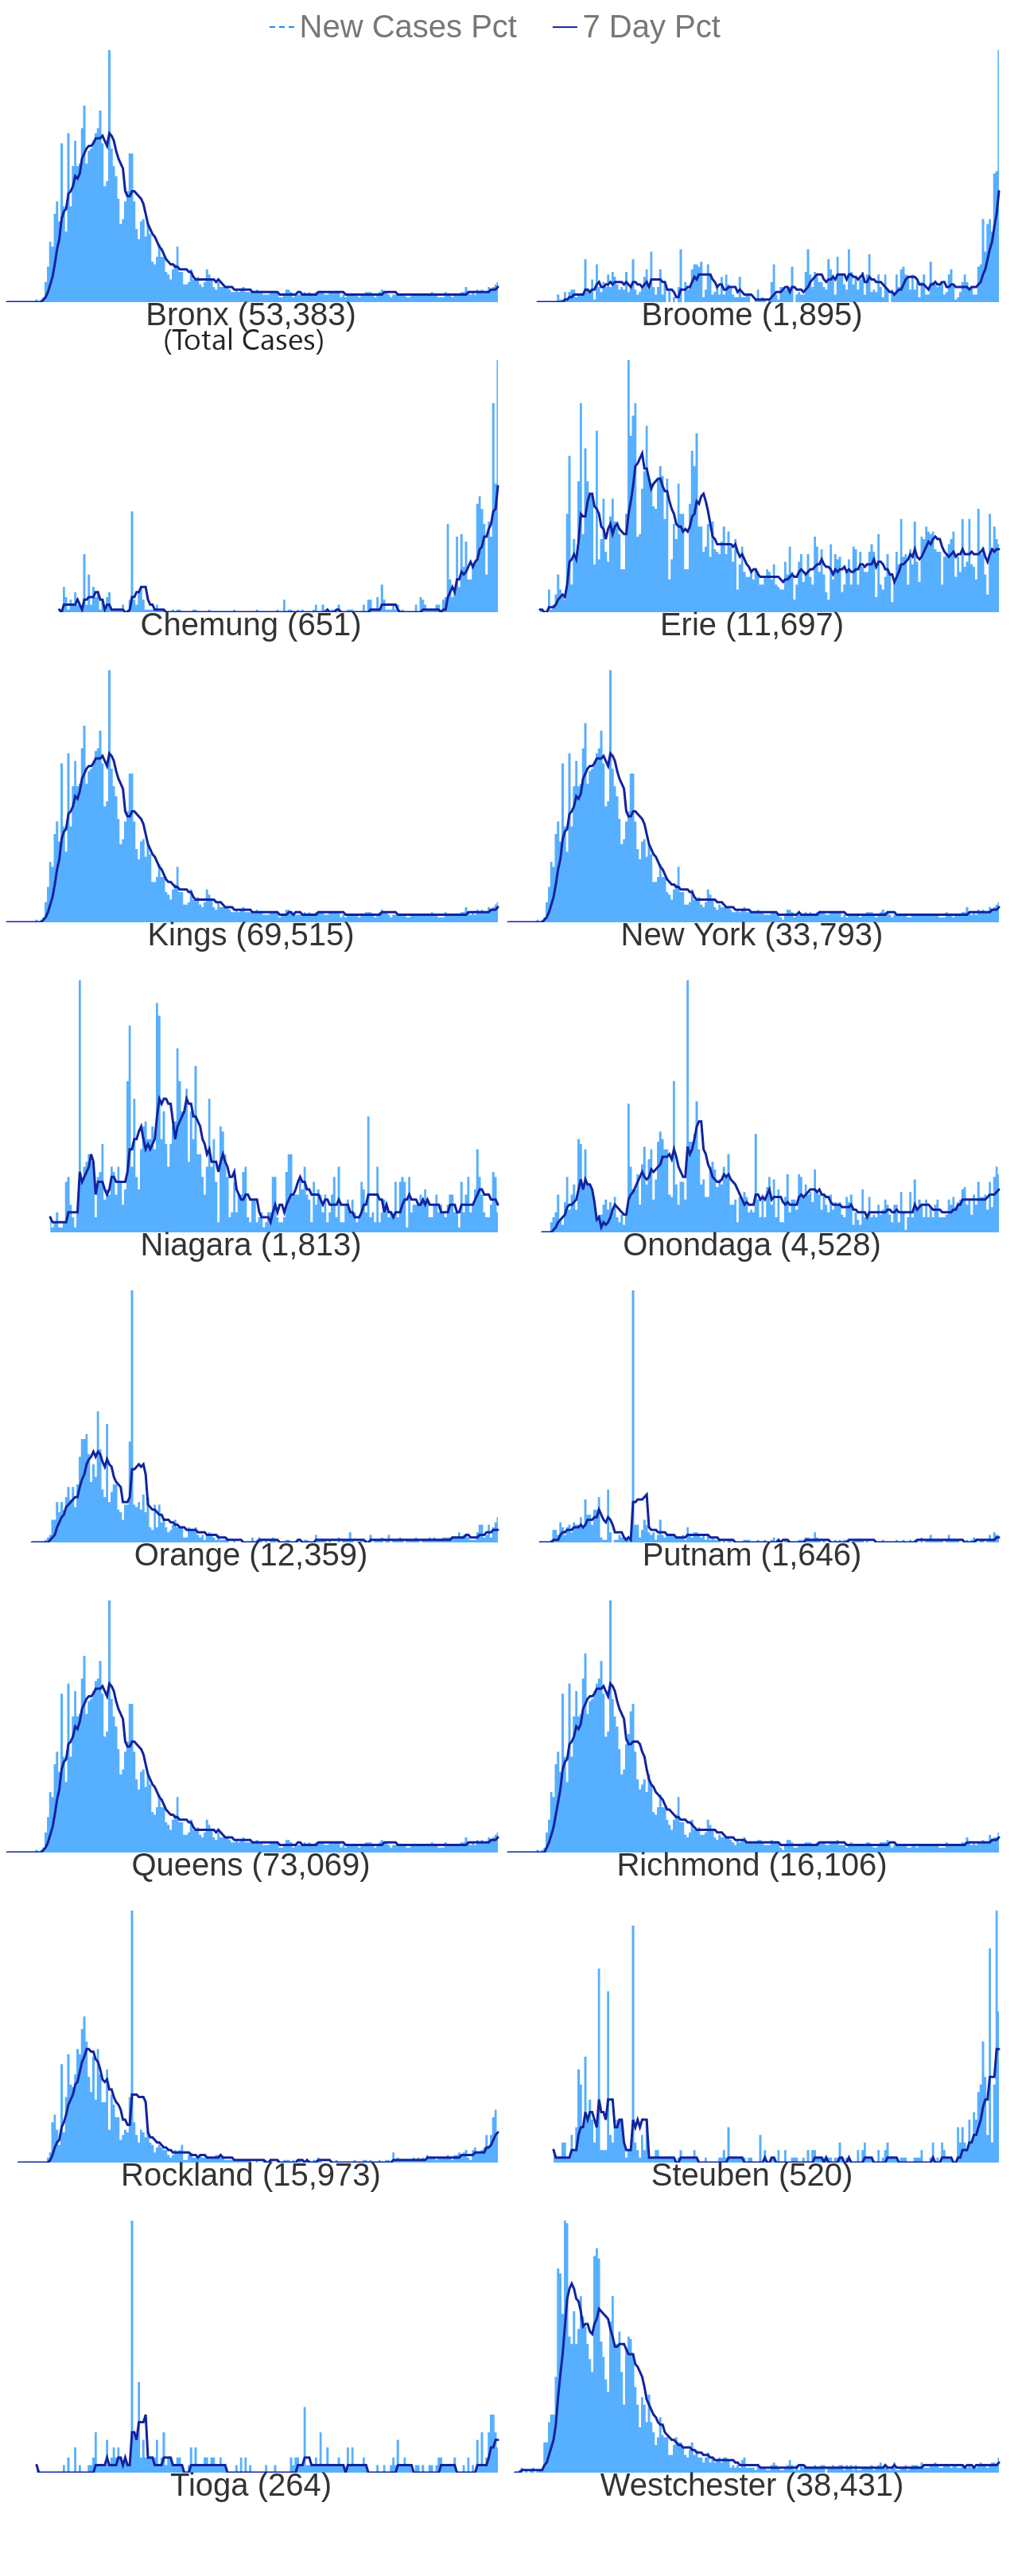 New Cases Pct 7 Day Pct
Bronx (53,383) Broome (1,895)
(Total Cases)
Chemung (651) Erie (11,697)
Kings (69,515) New York (33,793)
Niagara (1,813) Onondaga (4,528)
Orange (12,359) Putnam (1,646)
Queens (73,069) Richmond (16,106)
Rockland (15,973) Steuben (520)
Tioga (264) Westchester (38,431)